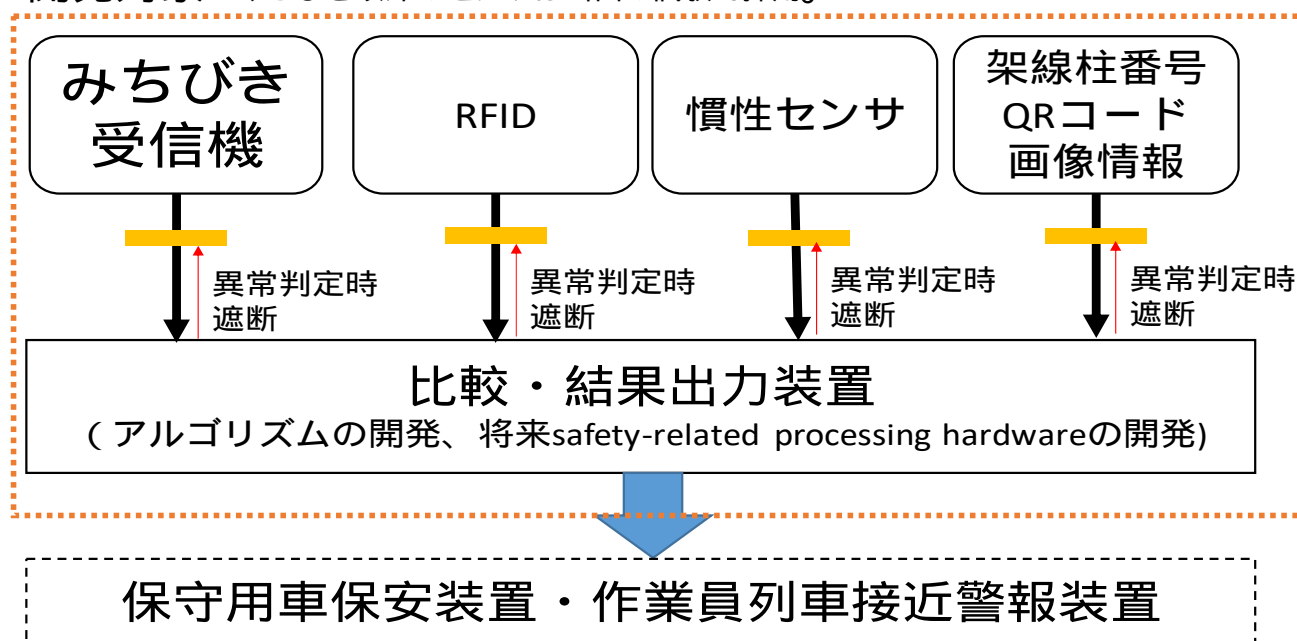 みちびき
受信機
RFID
慣性センサ
架線柱番号
QRコード
画像情報
異常判定時
遮断
異常判定時
遮断
異常判定時
遮断
異常判定時
遮断
比較・結果出力装置
(アルゴリズムの開発、将来safety-related processing hardwareの開発)
保守用車保安装置・作業員列車接近警報装置